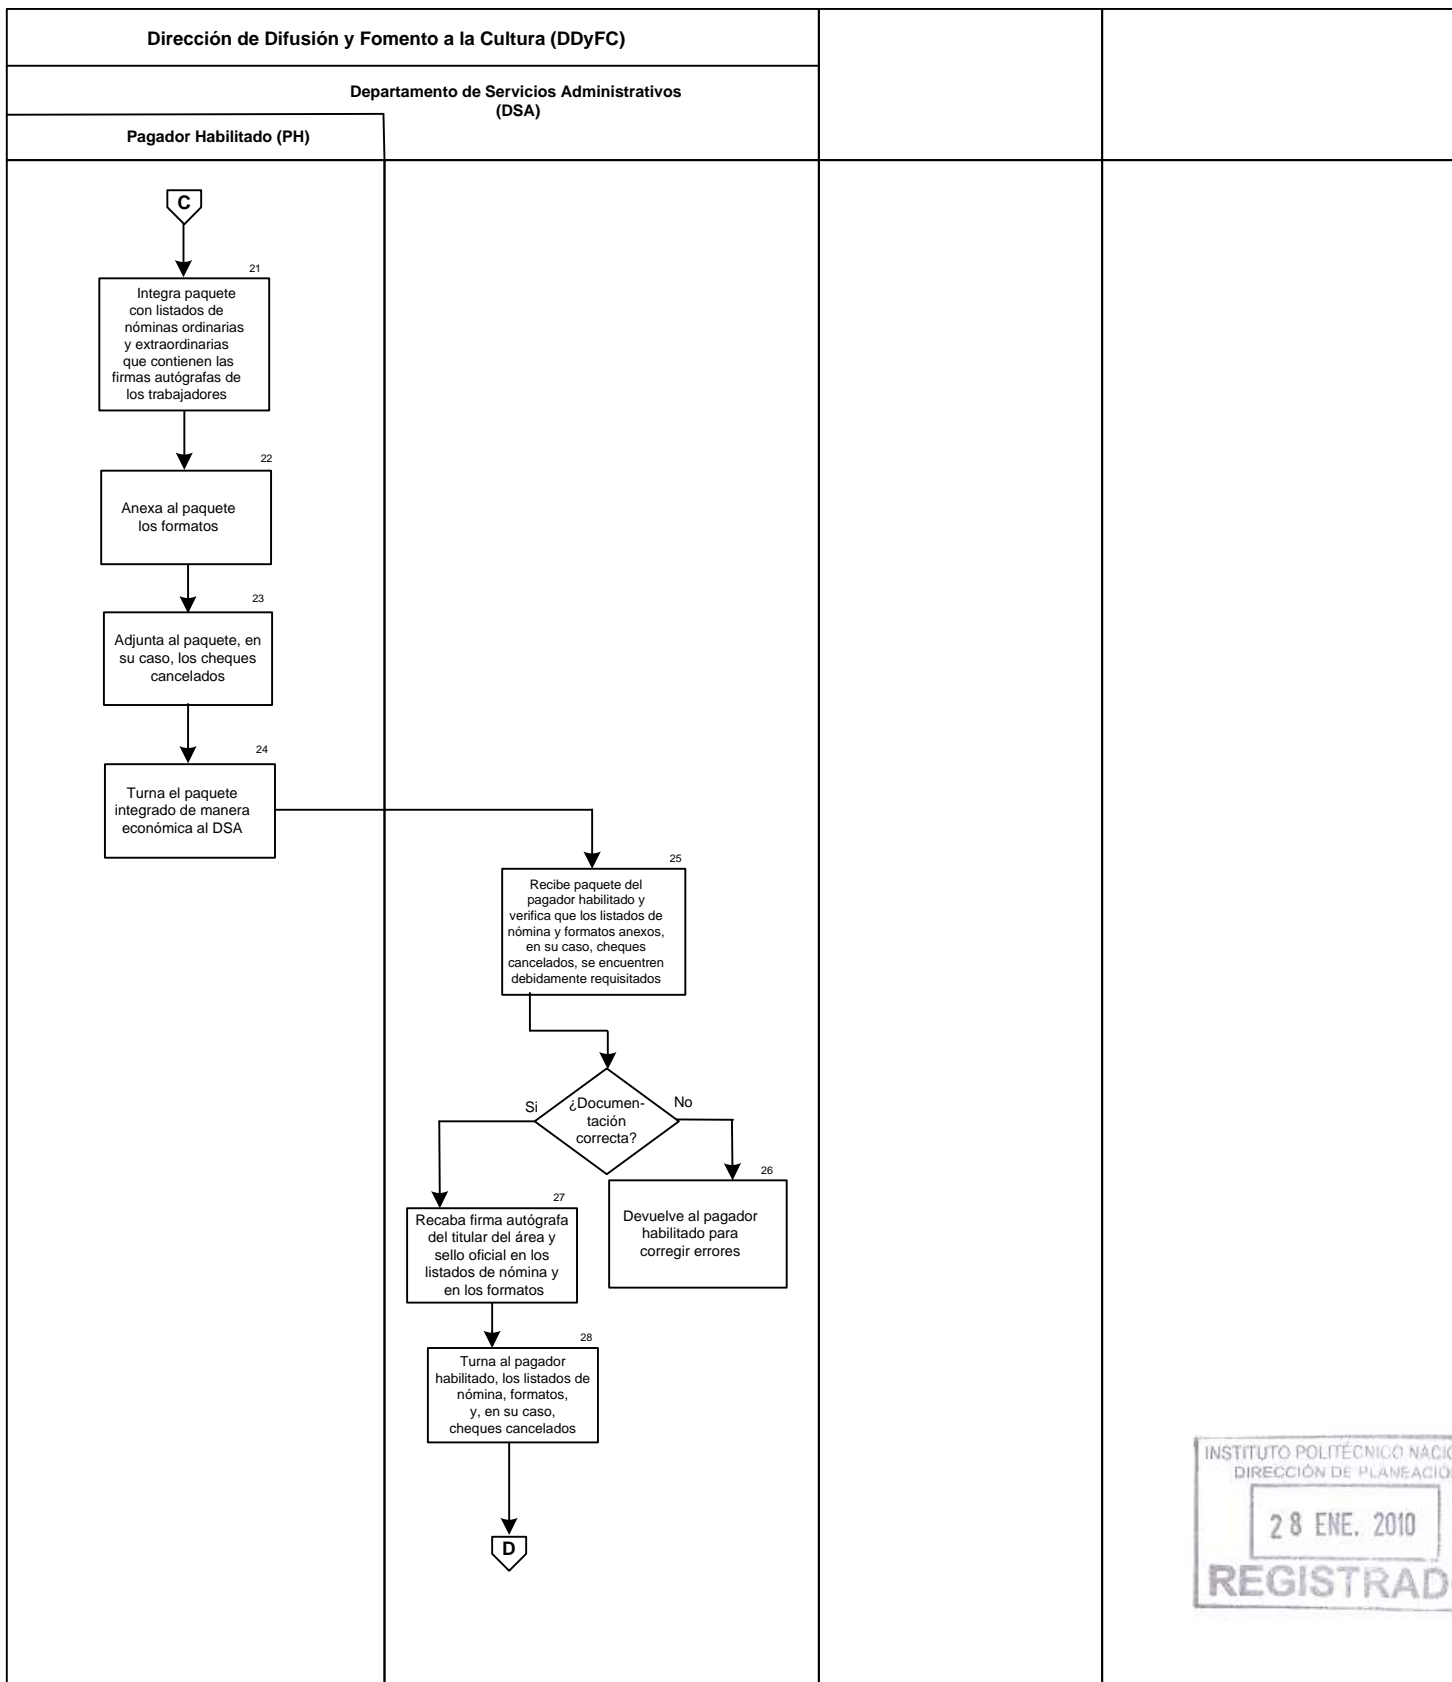 Dirección de Difusión y Fomento a la Cultura (DDyFC)
Departamento de Servicios Administrativos
(DSA)
Pagador Habilitado (PH)
C
21
Integra paquete
con listados de
nóminas ordinarias
y extraordinarias
que contienen las
firmas autógrafas de
los trabajadores
22
Anexa al paquete
los formatos
23
Adjunta al paquete, en
su caso, los cheques
cancelados
24
Turna el paquete
integrado de manera
económica al DSA
25
Recibe paquete del
pagador habilitado y
verifica que los listados de
nómina y formatos anexos,
en su caso, cheques
cancelados, se encuentren
debidamente requisitados
¿Documen-
tación
correcta?
Si
No
26
Devuelve al pagador
habilitado para
corregir errores
27
Recaba firma autógrafa
del titular del área y
sello oficial en los
listados de nómina y
en los formatos
28
Turna al pagador
habilitado, los listados de
nómina, formatos,
y, en su caso,
cheques cancelados
D
INSTITUTO POLITÉCNICO NACIO
DIRECCIÓN DE PLANEACIÓ
28 ENE. 2010
REGISTRAD